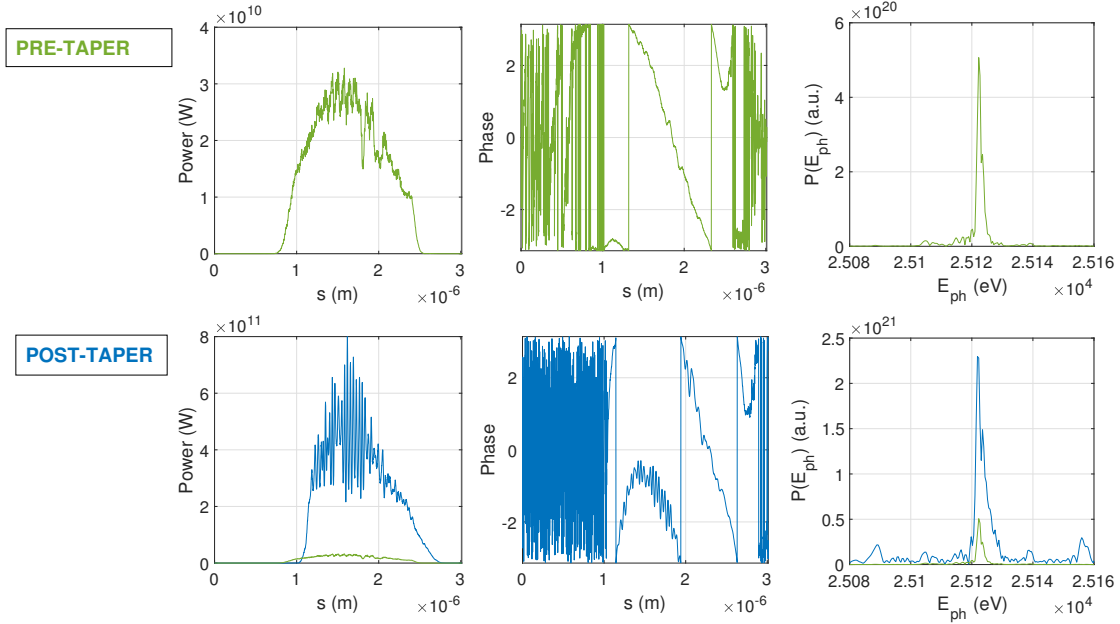 PRE-TAPER
×10^10
Power (W)
4
3
2
1
0
0 1 2 3
s (m) ×10^-6
Phase
2
0
-2
0 1 2 3
s (m) ×10^-6
×10^20
P(E_ph) (a.u.)
6
4
2
0
2.508 2.51 2.512 2.514 2.516
E_ph (eV) ×10^4
POST-TAPER
×10^11
Power (W)
8
6
4
2
0
0 1 2 3
s (m) ×10^-6
Phase
2
0
-2
0 1 2 3
s (m) ×10^-6
×10^21
P(E_ph) (a.u.)
2.5
2
1.5
1
0.5
0
2.508 2.51 2.512 2.514 2.516
E_ph (eV) ×10^4